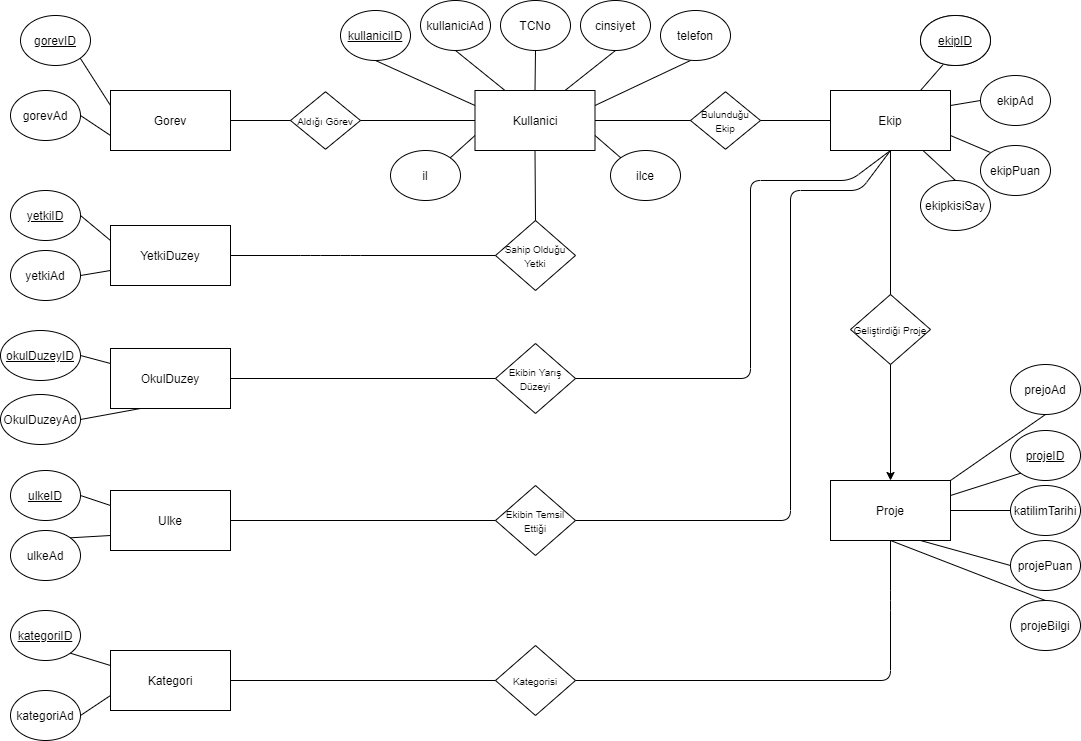 gorevID
gorevAd
Gorev
Aldığı Görev
kullaniciID
kullaniciAd
TCNo
cinsiyet
telefon
Kullanici
il
ilce
Bulunduğu
Ekip
ekipID
ekipAd
ekipPuan
ekipkisiSay
Ekip
yetkiID
yetkiAd
YetkiDuzey
Sahip Olduğu
Yetki
Geliştirdiği Proje
okulDuzeyID
OkulDuzeyAd
OkulDuzey
Ekibin Yarış
Düzeyi
prejoAd
projeID
katilimTarihi
projePuan
projeBilgi
Proje
ulkeID
ulkeAd
Ulke
Ekibin Temsil
Ettiği
kategoriID
kategoriAd
Kategori
Kategorisi